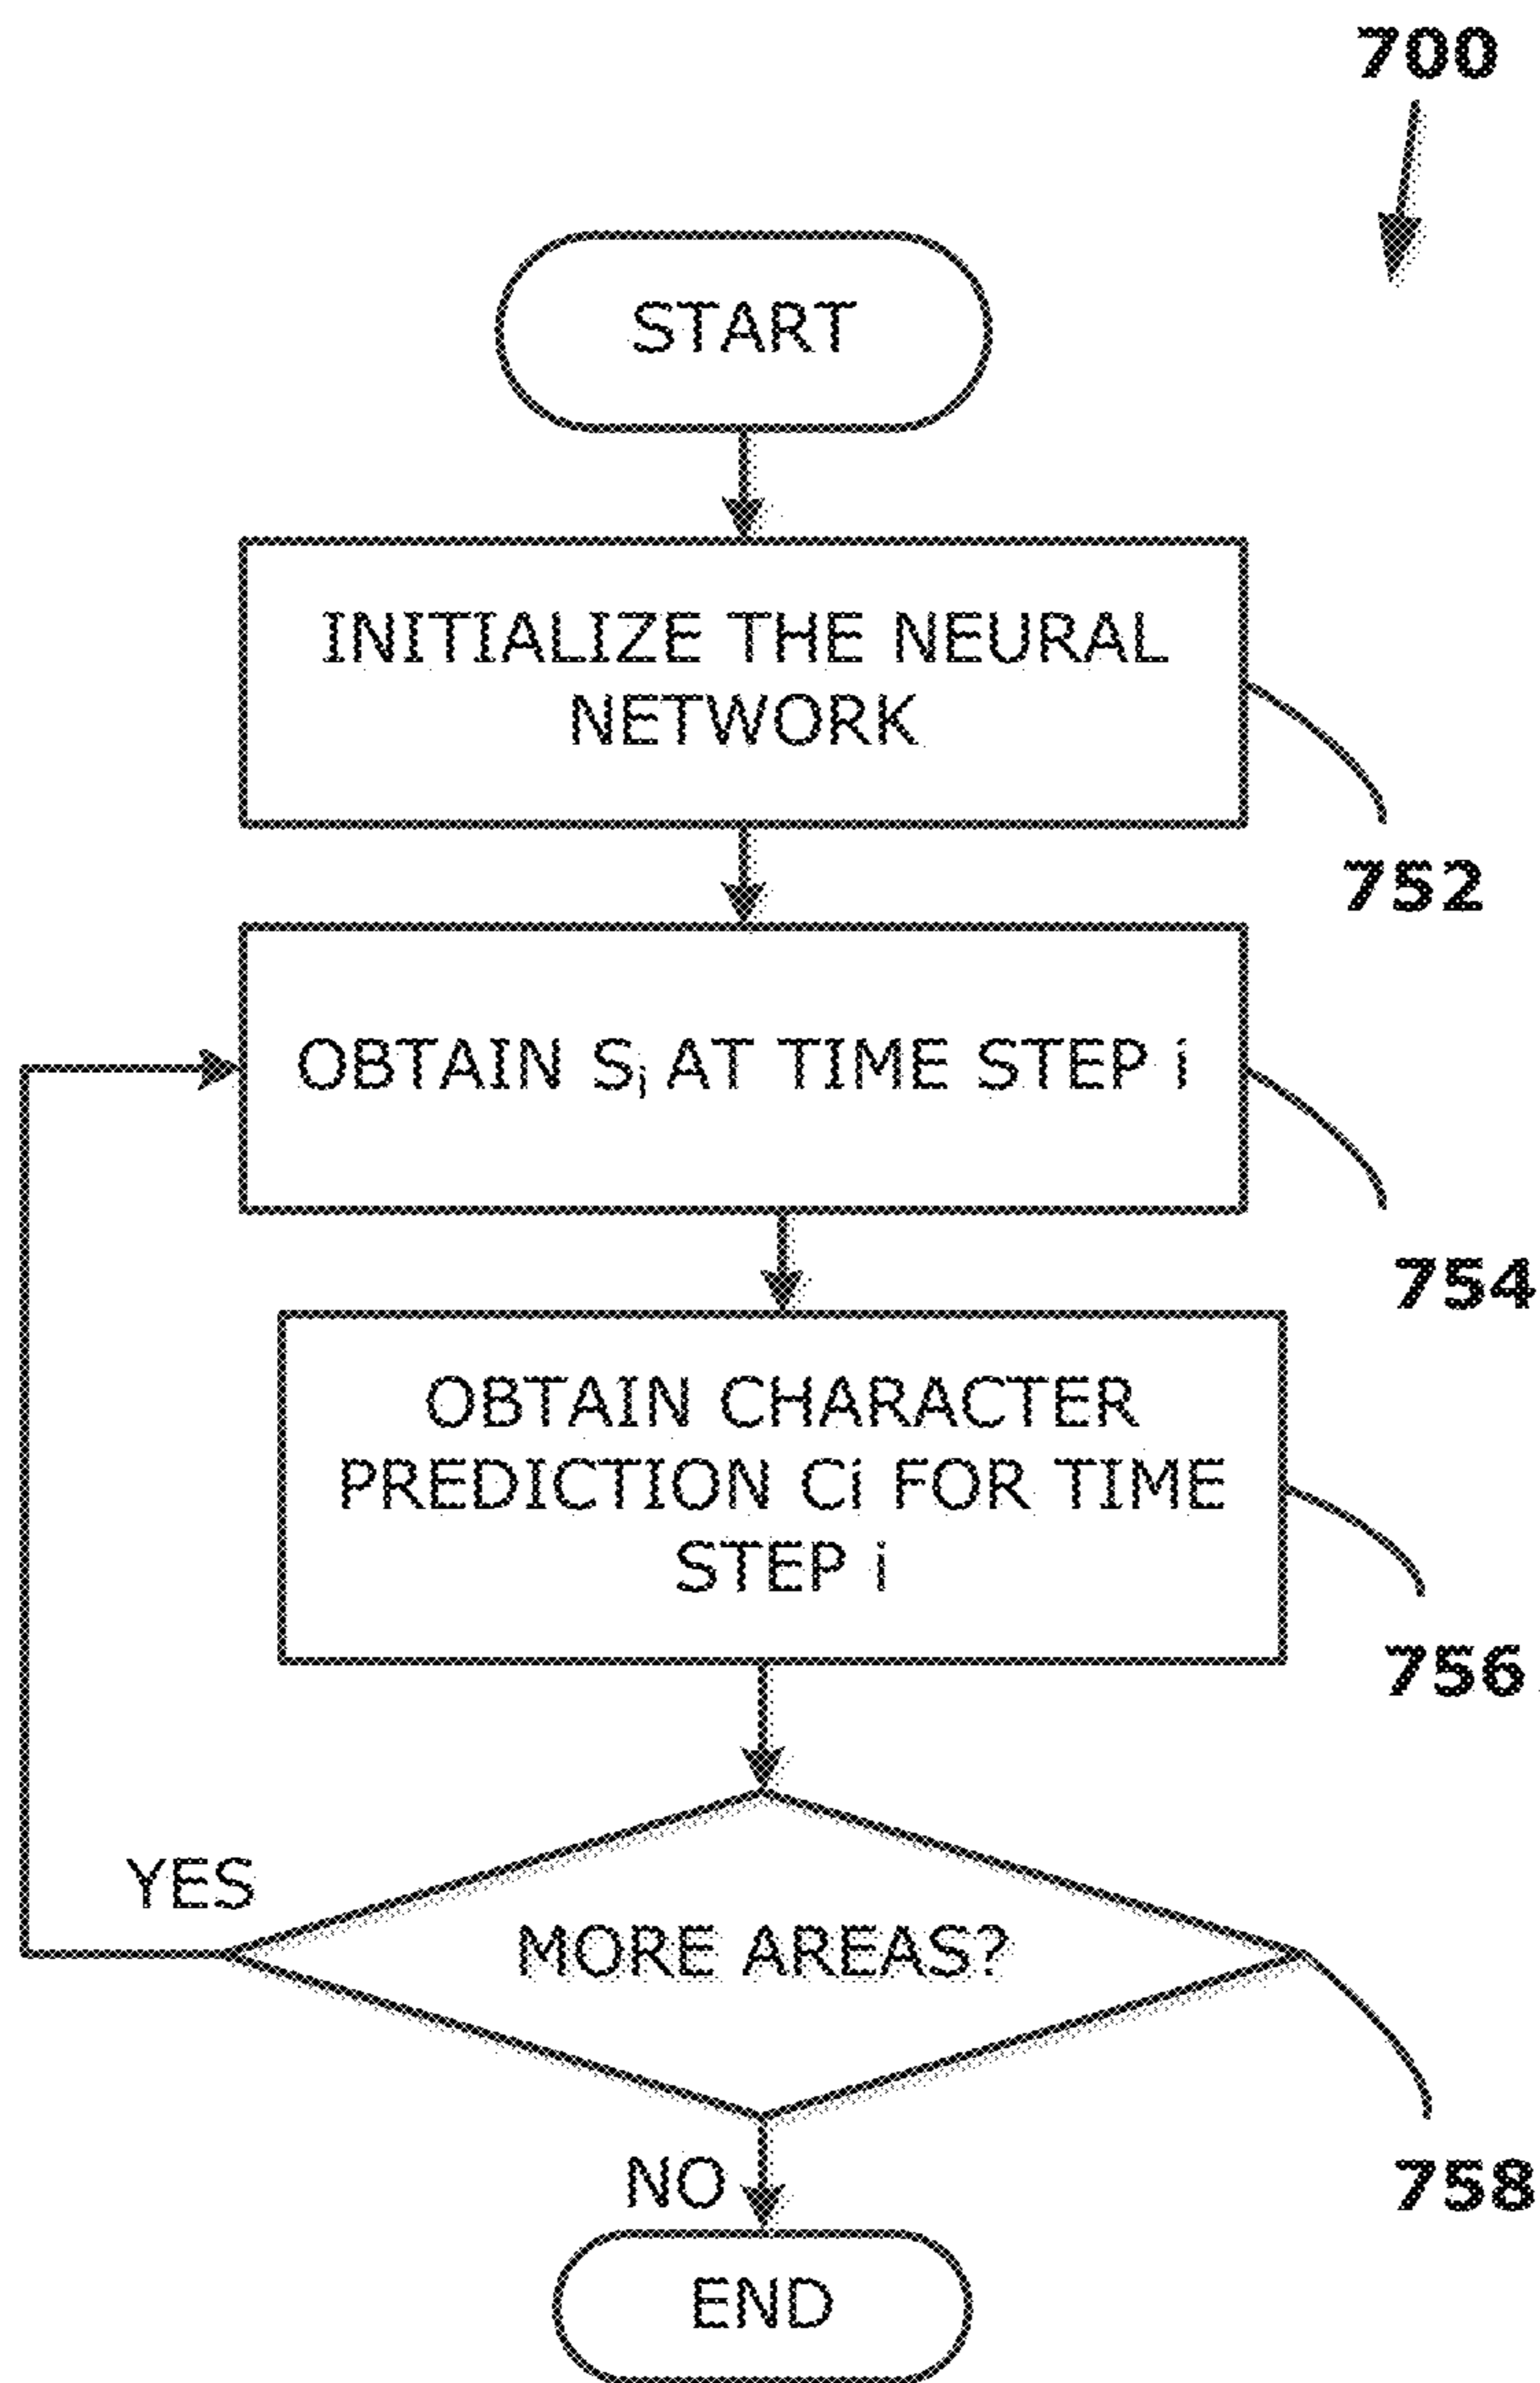 700
START
INITIALIZE THE NEURAL
NETWORK
752
OBTAIN Si AT TIME STEP i
754
OBTAIN CHARACTER
PREDICTION Ci FOR TIME
STEP i
756
YES
MORE AREAS?
758
NO
END